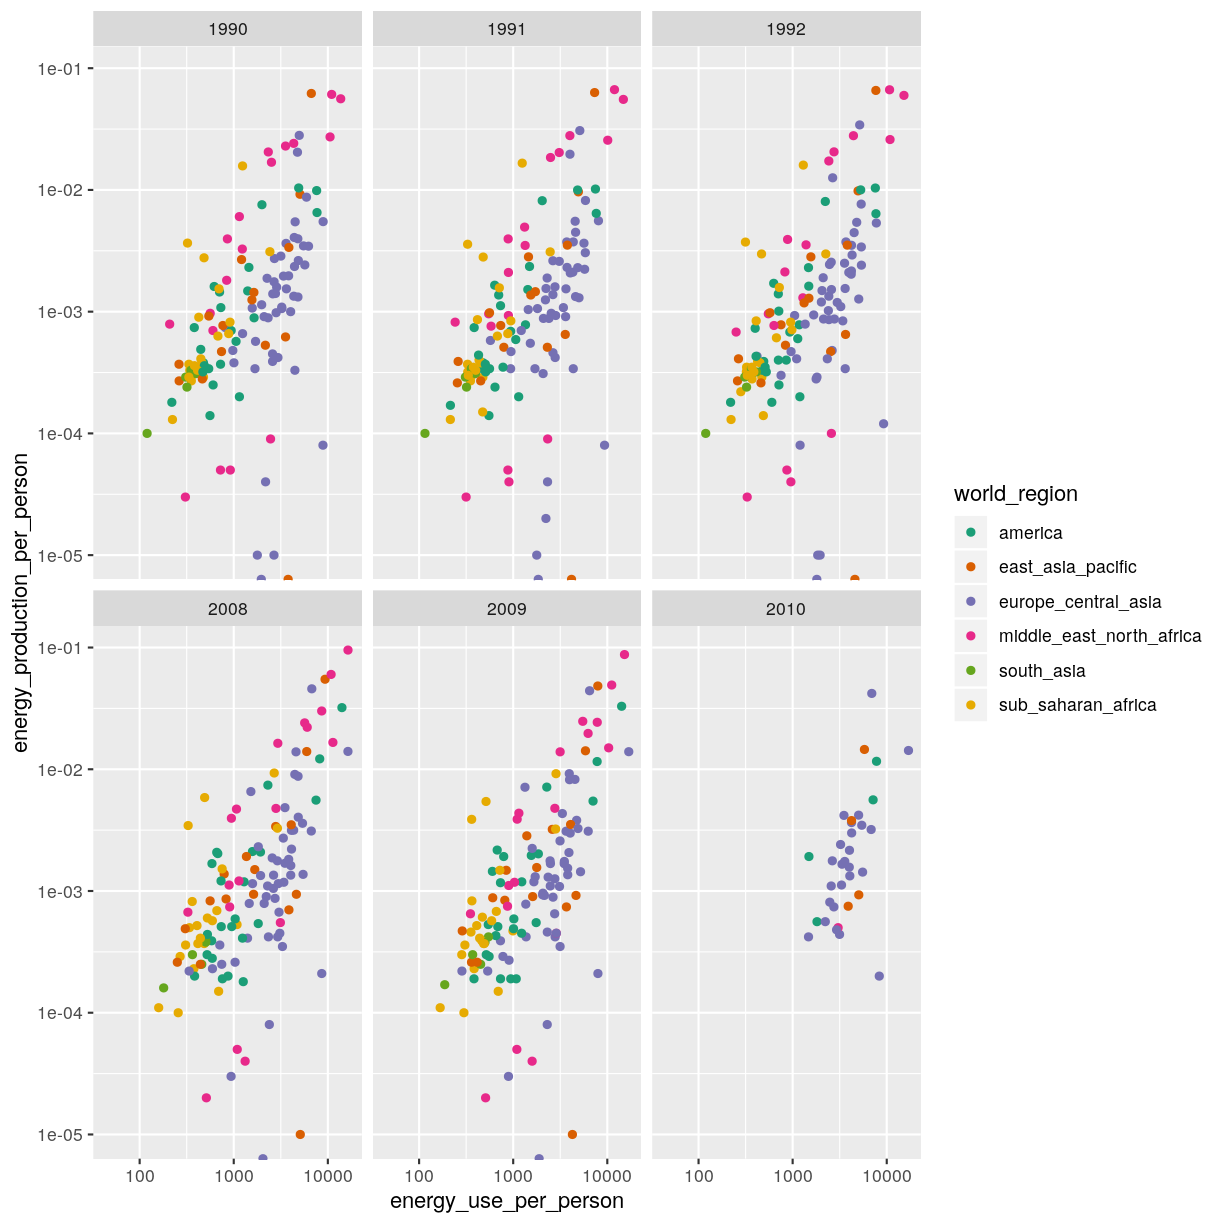 1990 1991 1992
1e-01
1e-02
1e-03
1e-04
1e-05
2008 2009 2010
1e-01
1e-02
1e-03
1e-04
1e-05
100 1000 10000 100 1000 10000 100 1000 10000
energy_use_per_person
energy_production_per_person
world_region
america
east_asia_pacific
europe_central_asia
middle_east_north_africa
south_asia
sub_saharan_africa